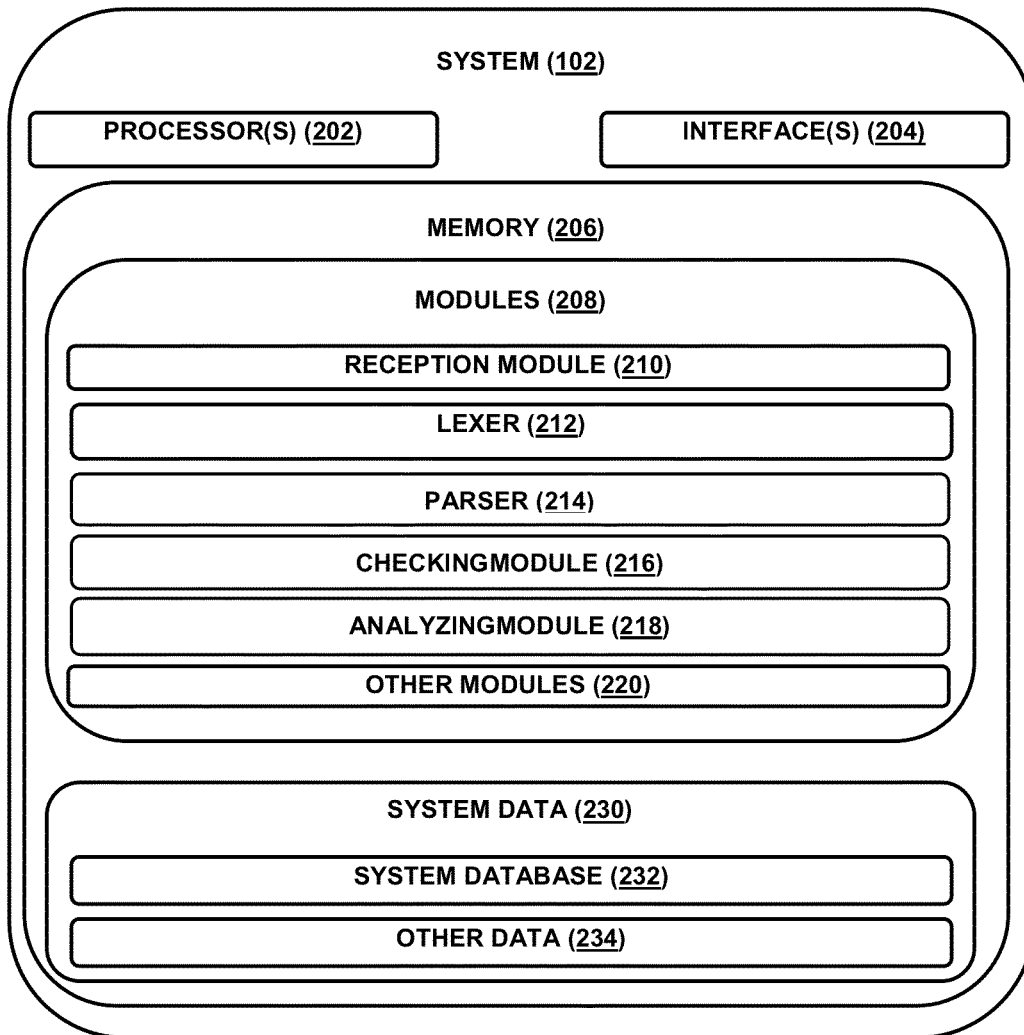 SYSTEM (102)
PROCESSOR(S) (202)
INTERFACE(S) (204)
MEMORY (206)
MODULES (208)
RECEPTION MODULE (210)
LEXER (212)
PARSER (214)
CHECKINGMODULE (216)
ANALYZINGMODULE (218)
OTHER MODULES (220)
SYSTEM DATA (230)
SYSTEM DATABASE (232)
OTHER DATA (234)